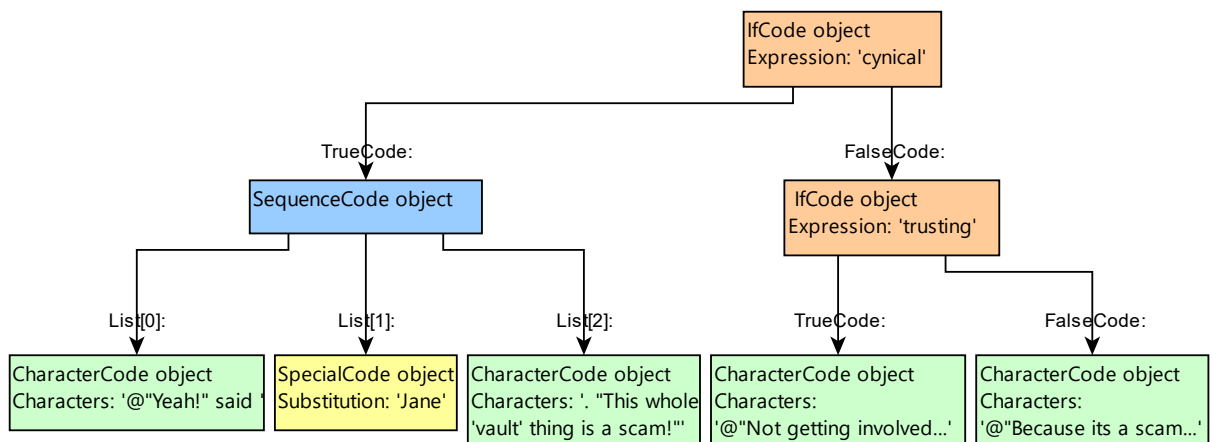 IfCode object
Expression: 'cynical'
TrueCode:
FalseCode:
SequenceCode object
IfCode object
Expression: 'trusting'
List[0]:
List[1]:
List[2]:
TrueCode:
FalseCode:
CharacterCode object
Characters: '@"Yeah!" said '
SpecialCode object
Substitution: 'Jane'
CharacterCode object
Characters: '. "This whole
'vault' thing is a scam!"'
CharacterCode object
Characters:
'@"Not getting involved...'
CharacterCode object
Characters:
'@"Because its a scam...'